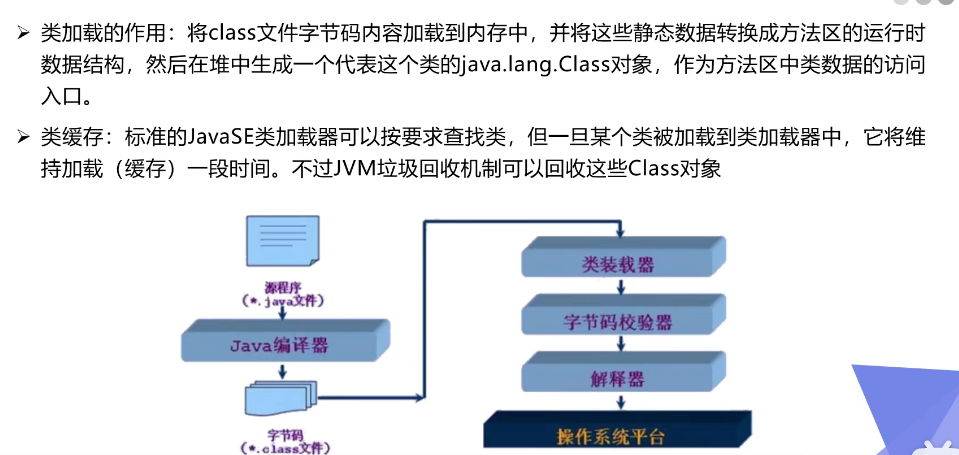 ➢ 类加载的作用：将class文件字节码内容加载到内存中，并将这些静态数据转换成方法区的运行时
数据结构，然后在堆中生成一个代表这个类的java.lang.Class对象，作为方法区中类数据的访问
入口。
➢ 类缓存：标准的JavaSE类加载器可以按要求查找类，但一旦某个类被加载到类加载器中，它将维
持加载（缓存）一段时间。不过JVM垃圾回收机制可以回收这些Class对象
源程序
(*.java文件)
Java编译器
字节码
(*.class文件)
类装载器
字节码校验器
解释器
操作系统平台